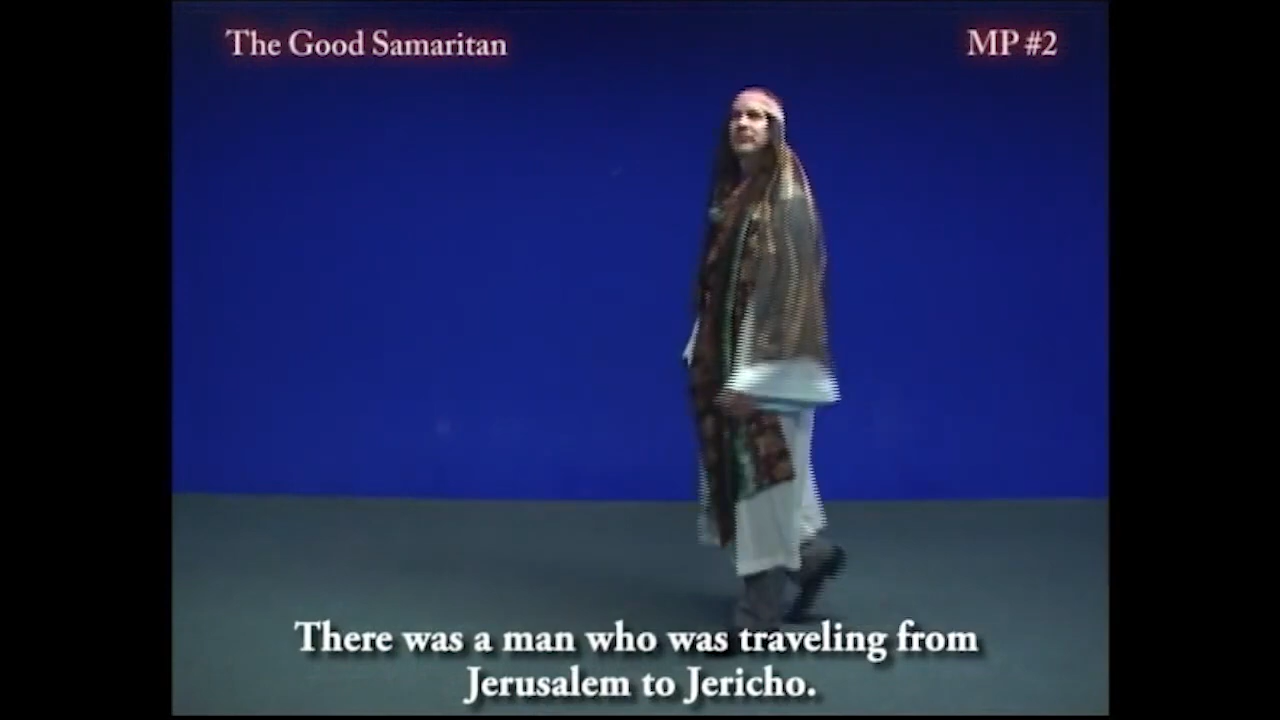 The Good Samaritan
MP #2
There was a man who was traveling from
Jerusalem to Jericho.